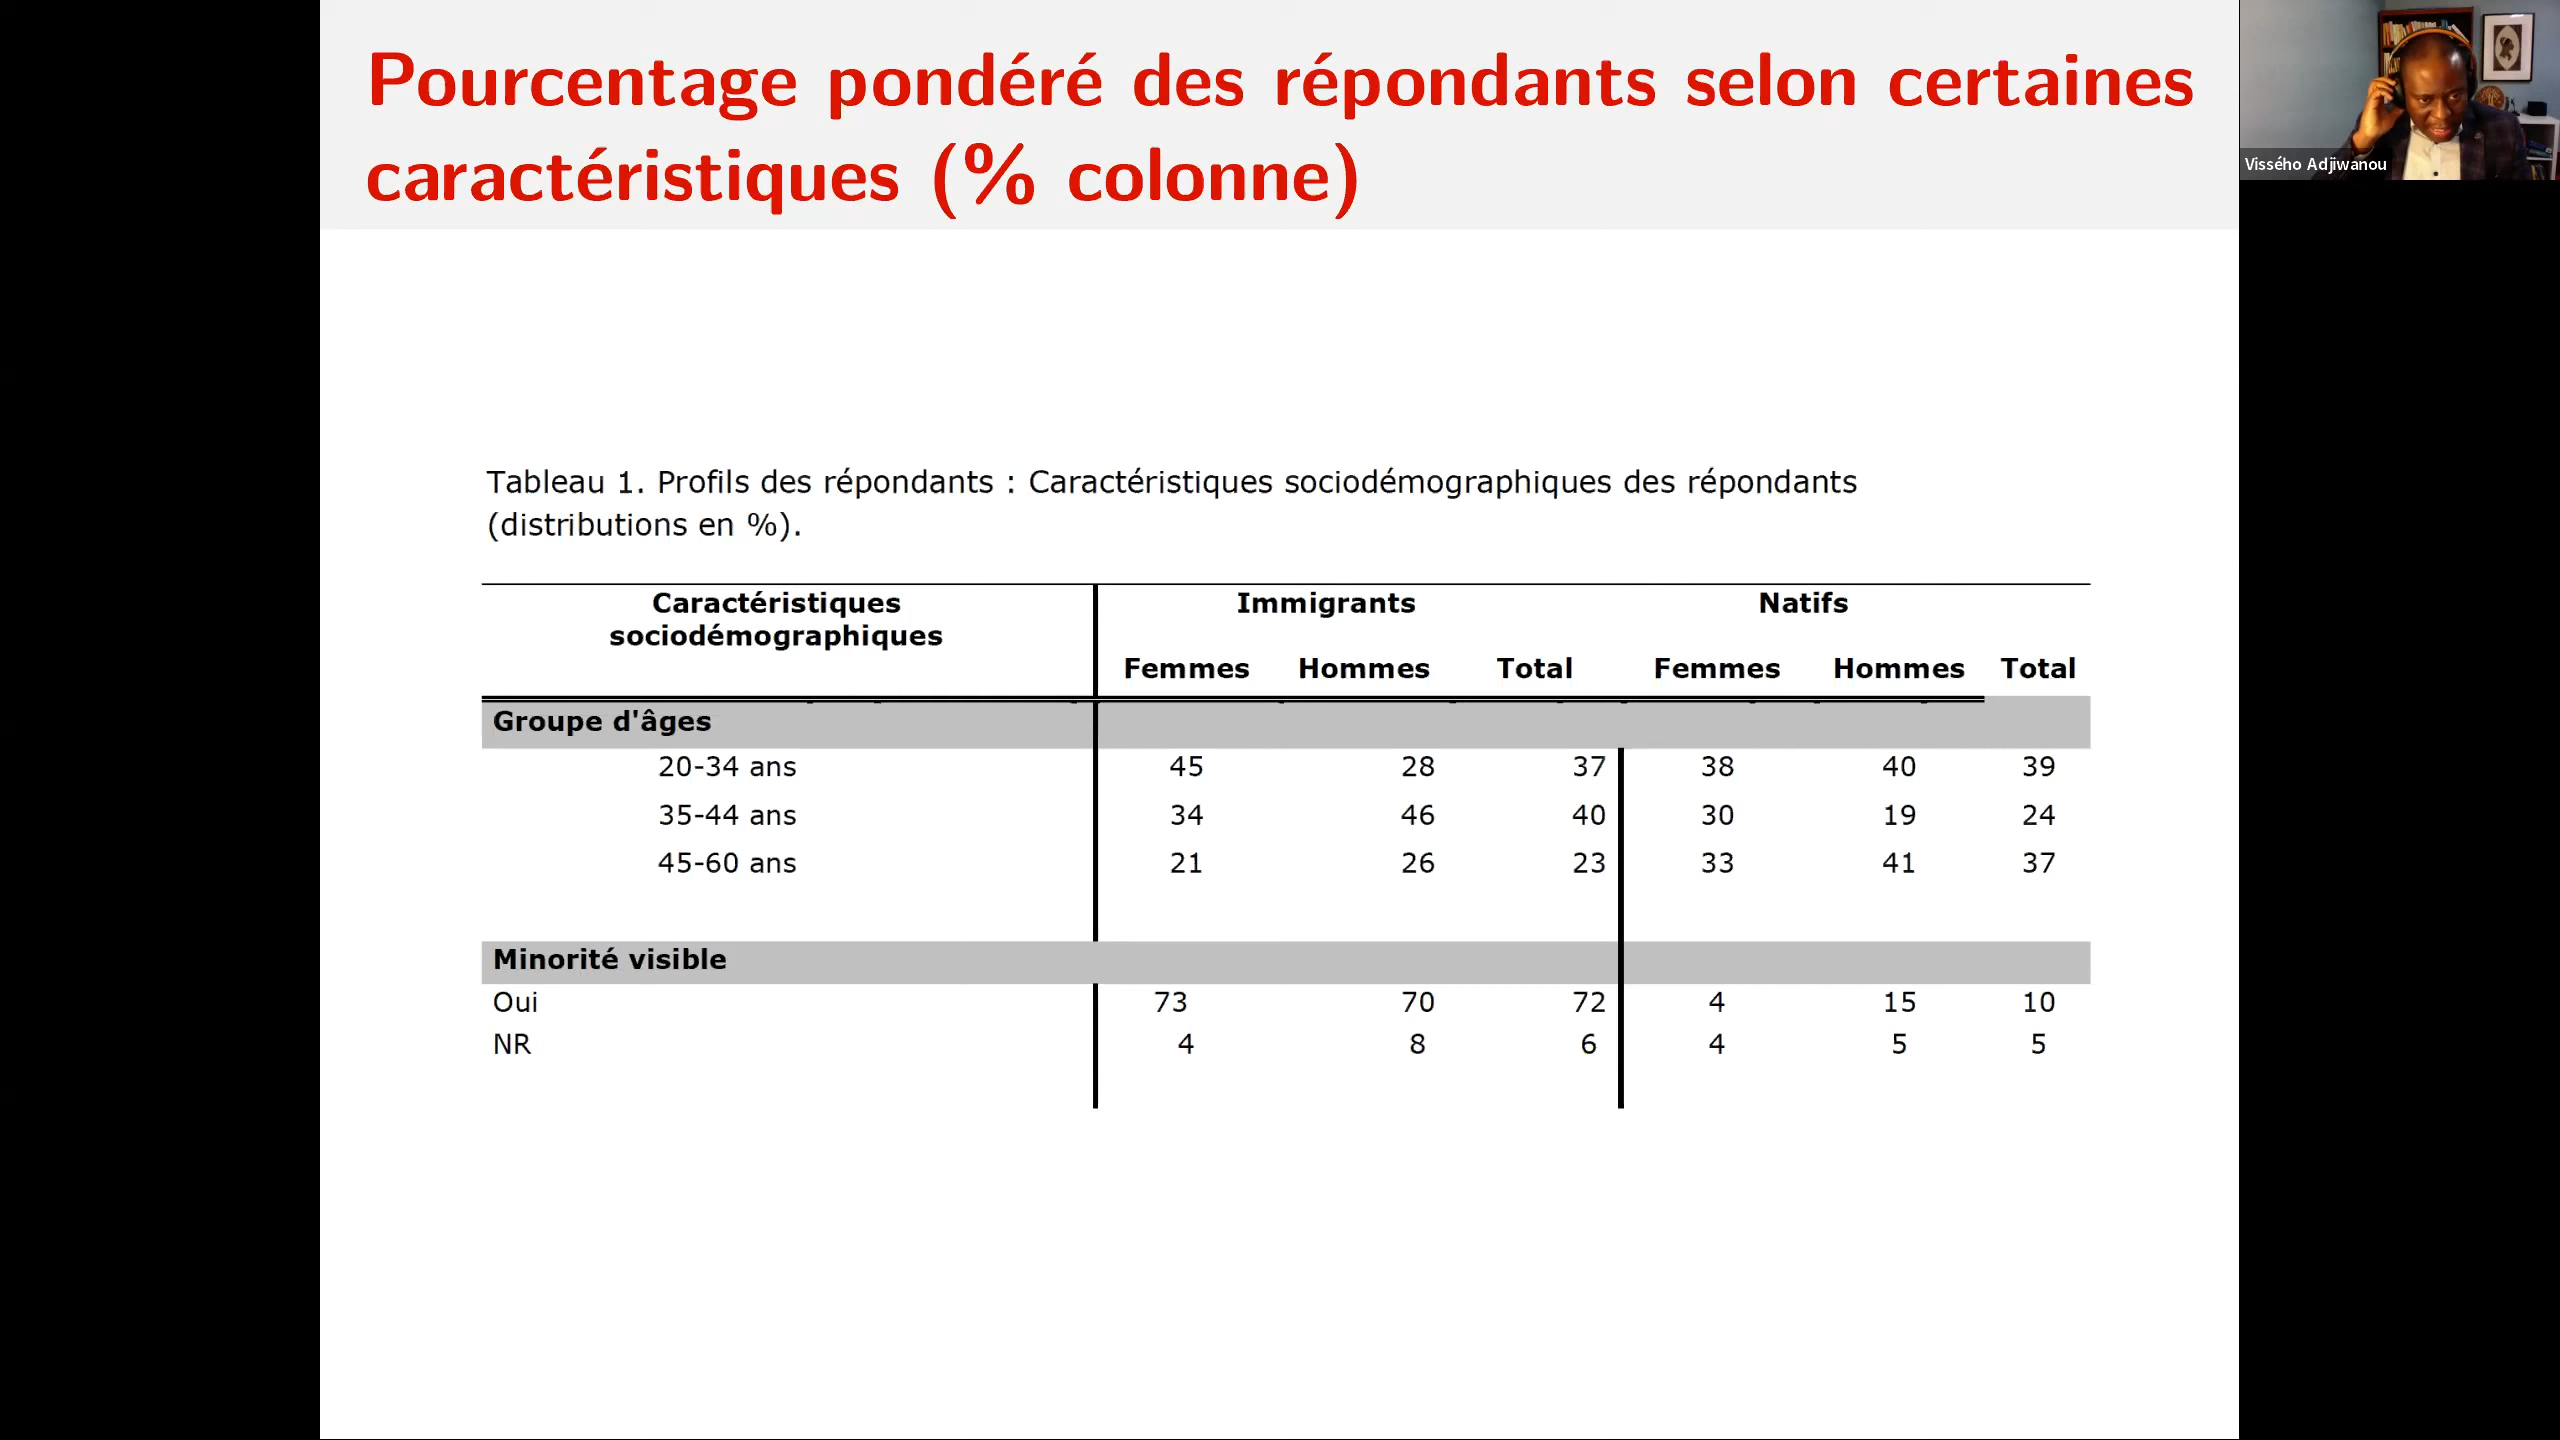 Pourcentage pondéré des répondants selon certaines
caractéristiques (% colonne)
Vissého Adjiwanou
Tableau 1. Profils des répondants : Caractéristiques sociodémographiques des répondants
(distributions en %).
Caractéristiques Immigrants Natifs
sociodémographiques
Femmes Hommes Total Femmes Hommes Total
Groupe d'âges
20-34 ans 45 28 37 38 40 39
35-44 ans 34 46 40 30 19 24
45-60 ans 21 26 23 33 41 37
Minorité visible
Oui 73 70 72 4 15 10
NR 4 8 6 4 5 5